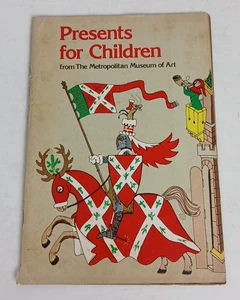 Presents
for Children
from The Metropolitan Museum of Art